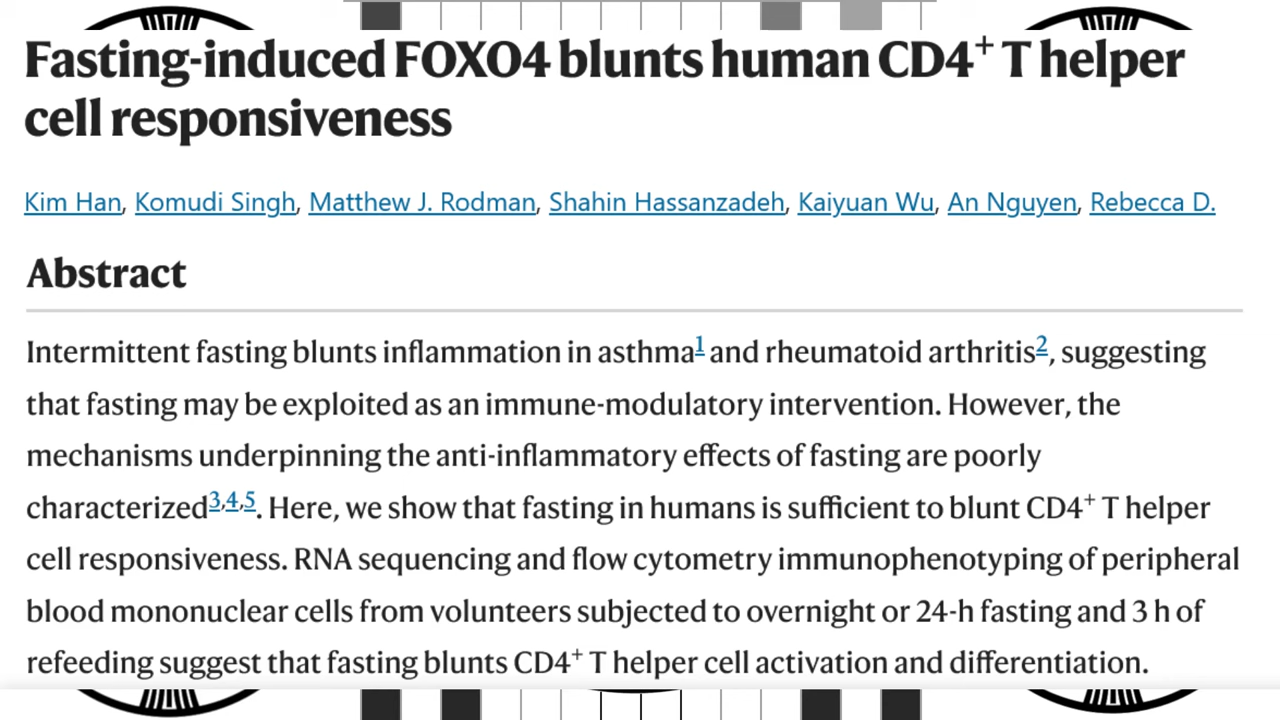 Fasting-induced FOXO4 blunts human CD4⁺ T helper
cell responsiveness
Kim Han, Komudi Singh, Matthew J. Rodman, Shahin Hassanzadeh, Kaiyuan Wu, An Nguyen, Rebecca D.
Abstract
Intermittent fasting blunts inflammation in asthma¹ and rheumatoid arthritis², suggesting
that fasting may be exploited as an immune-modulatory intervention. However, the
mechanisms underpinning the anti-inflammatory effects of fasting are poorly
characterized³,⁴,⁵. Here, we show that fasting in humans is sufficient to blunt CD4⁺ T helper
cell responsiveness. RNA sequencing and flow cytometry immunophenotyping of peripheral
blood mononuclear cells from volunteers subjected to overnight or 24-h fasting and 3 h of
refeeding suggest that fasting blunts CD4⁺ T helper cell activation and differentiation.